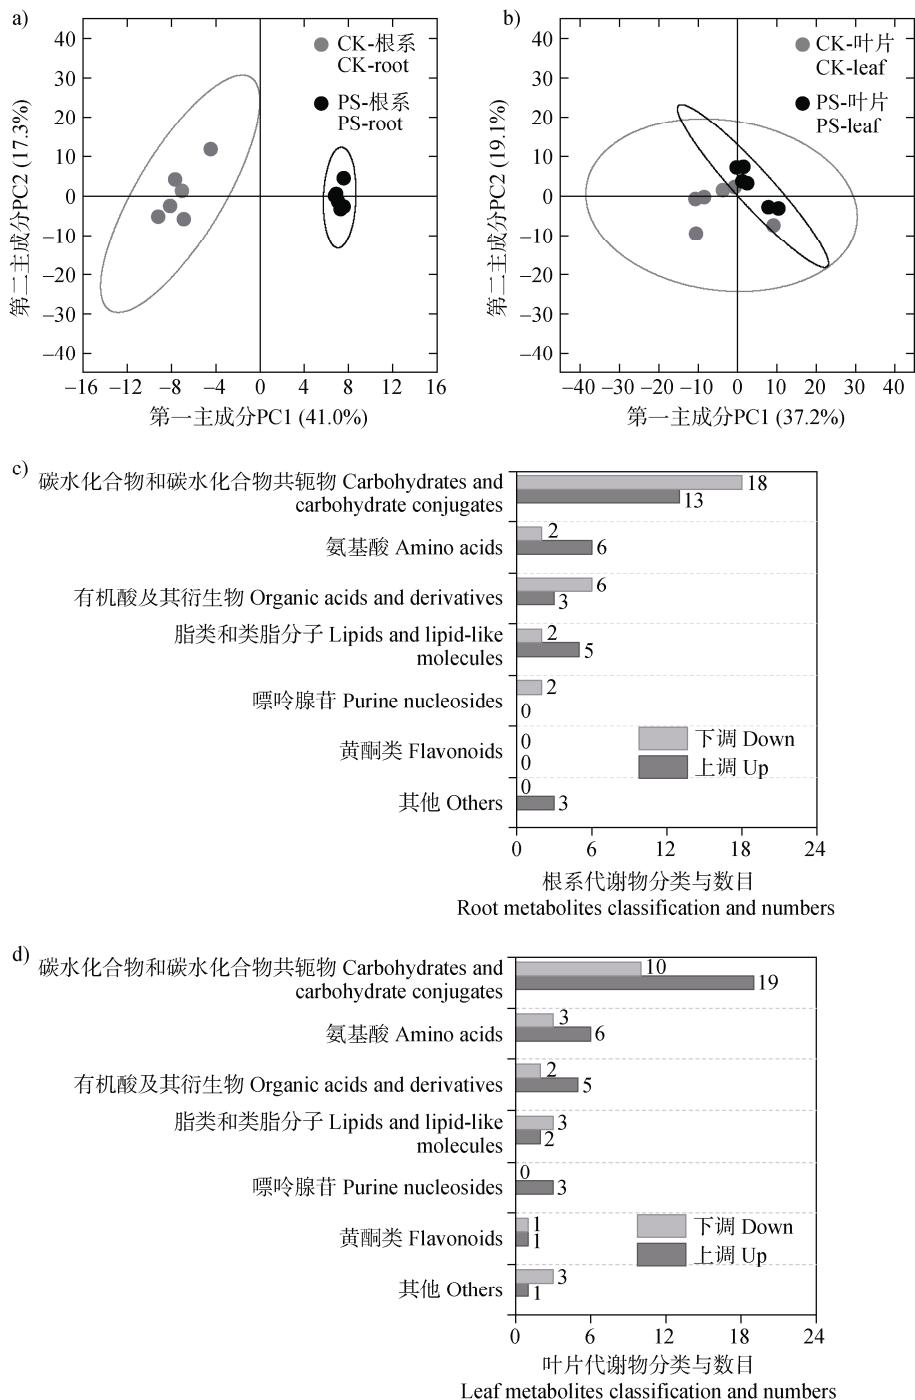 a)
40
30
20
10
0
−10
−20
−30
−40
第二主成分PC2 (17.3%)
CK-根系
CK-root
PS-根系
PS-root
−16 −12 −8 −4 0 4 8 12 16
第一主成分PC1 (41.0%)
b)
40
30
20
10
0
−10
−20
−30
−40
第二主成分PC2 (19.1%)
CK-叶片
CK-leaf
PS-叶片
PS-leaf
−40 −30 −20 −10 0 10 20 30 40
第一主成分PC1 (37.2%)
c)
碳水化合物和碳水化合物共轭物 Carbohydrates and
carbohydrate conjugates
18
13
氨基酸 Amino acids
2
6
有机酸及其衍生物 Organic acids and derivatives
6
3
脂类和类脂分子 Lipids and lipid-like
molecules
2
5
嘌呤腺苷 Purine nucleosides
2
0
黄酮类 Flavonoids
0
0
其他 Others
0
3
下调 Down
上调 Up
0 6 12 18 24
根系代谢物分类与数目
Root metabolites classification and numbers
d)
碳水化合物和碳水化合物共轭物 Carbohydrates and
carbohydrate conjugates
10
19
氨基酸 Amino acids
3
6
有机酸及其衍生物 Organic acids and derivatives
2
5
脂类和类脂分子 Lipids and lipid-like
molecules
3
2
嘌呤腺苷 Purine nucleosides
0
3
黄酮类 Flavonoids
1
1
其他 Others
3
1
下调 Down
上调 Up
0 6 12 18 24
叶片代谢物分类与数目
Leaf metabolites classification and numbers